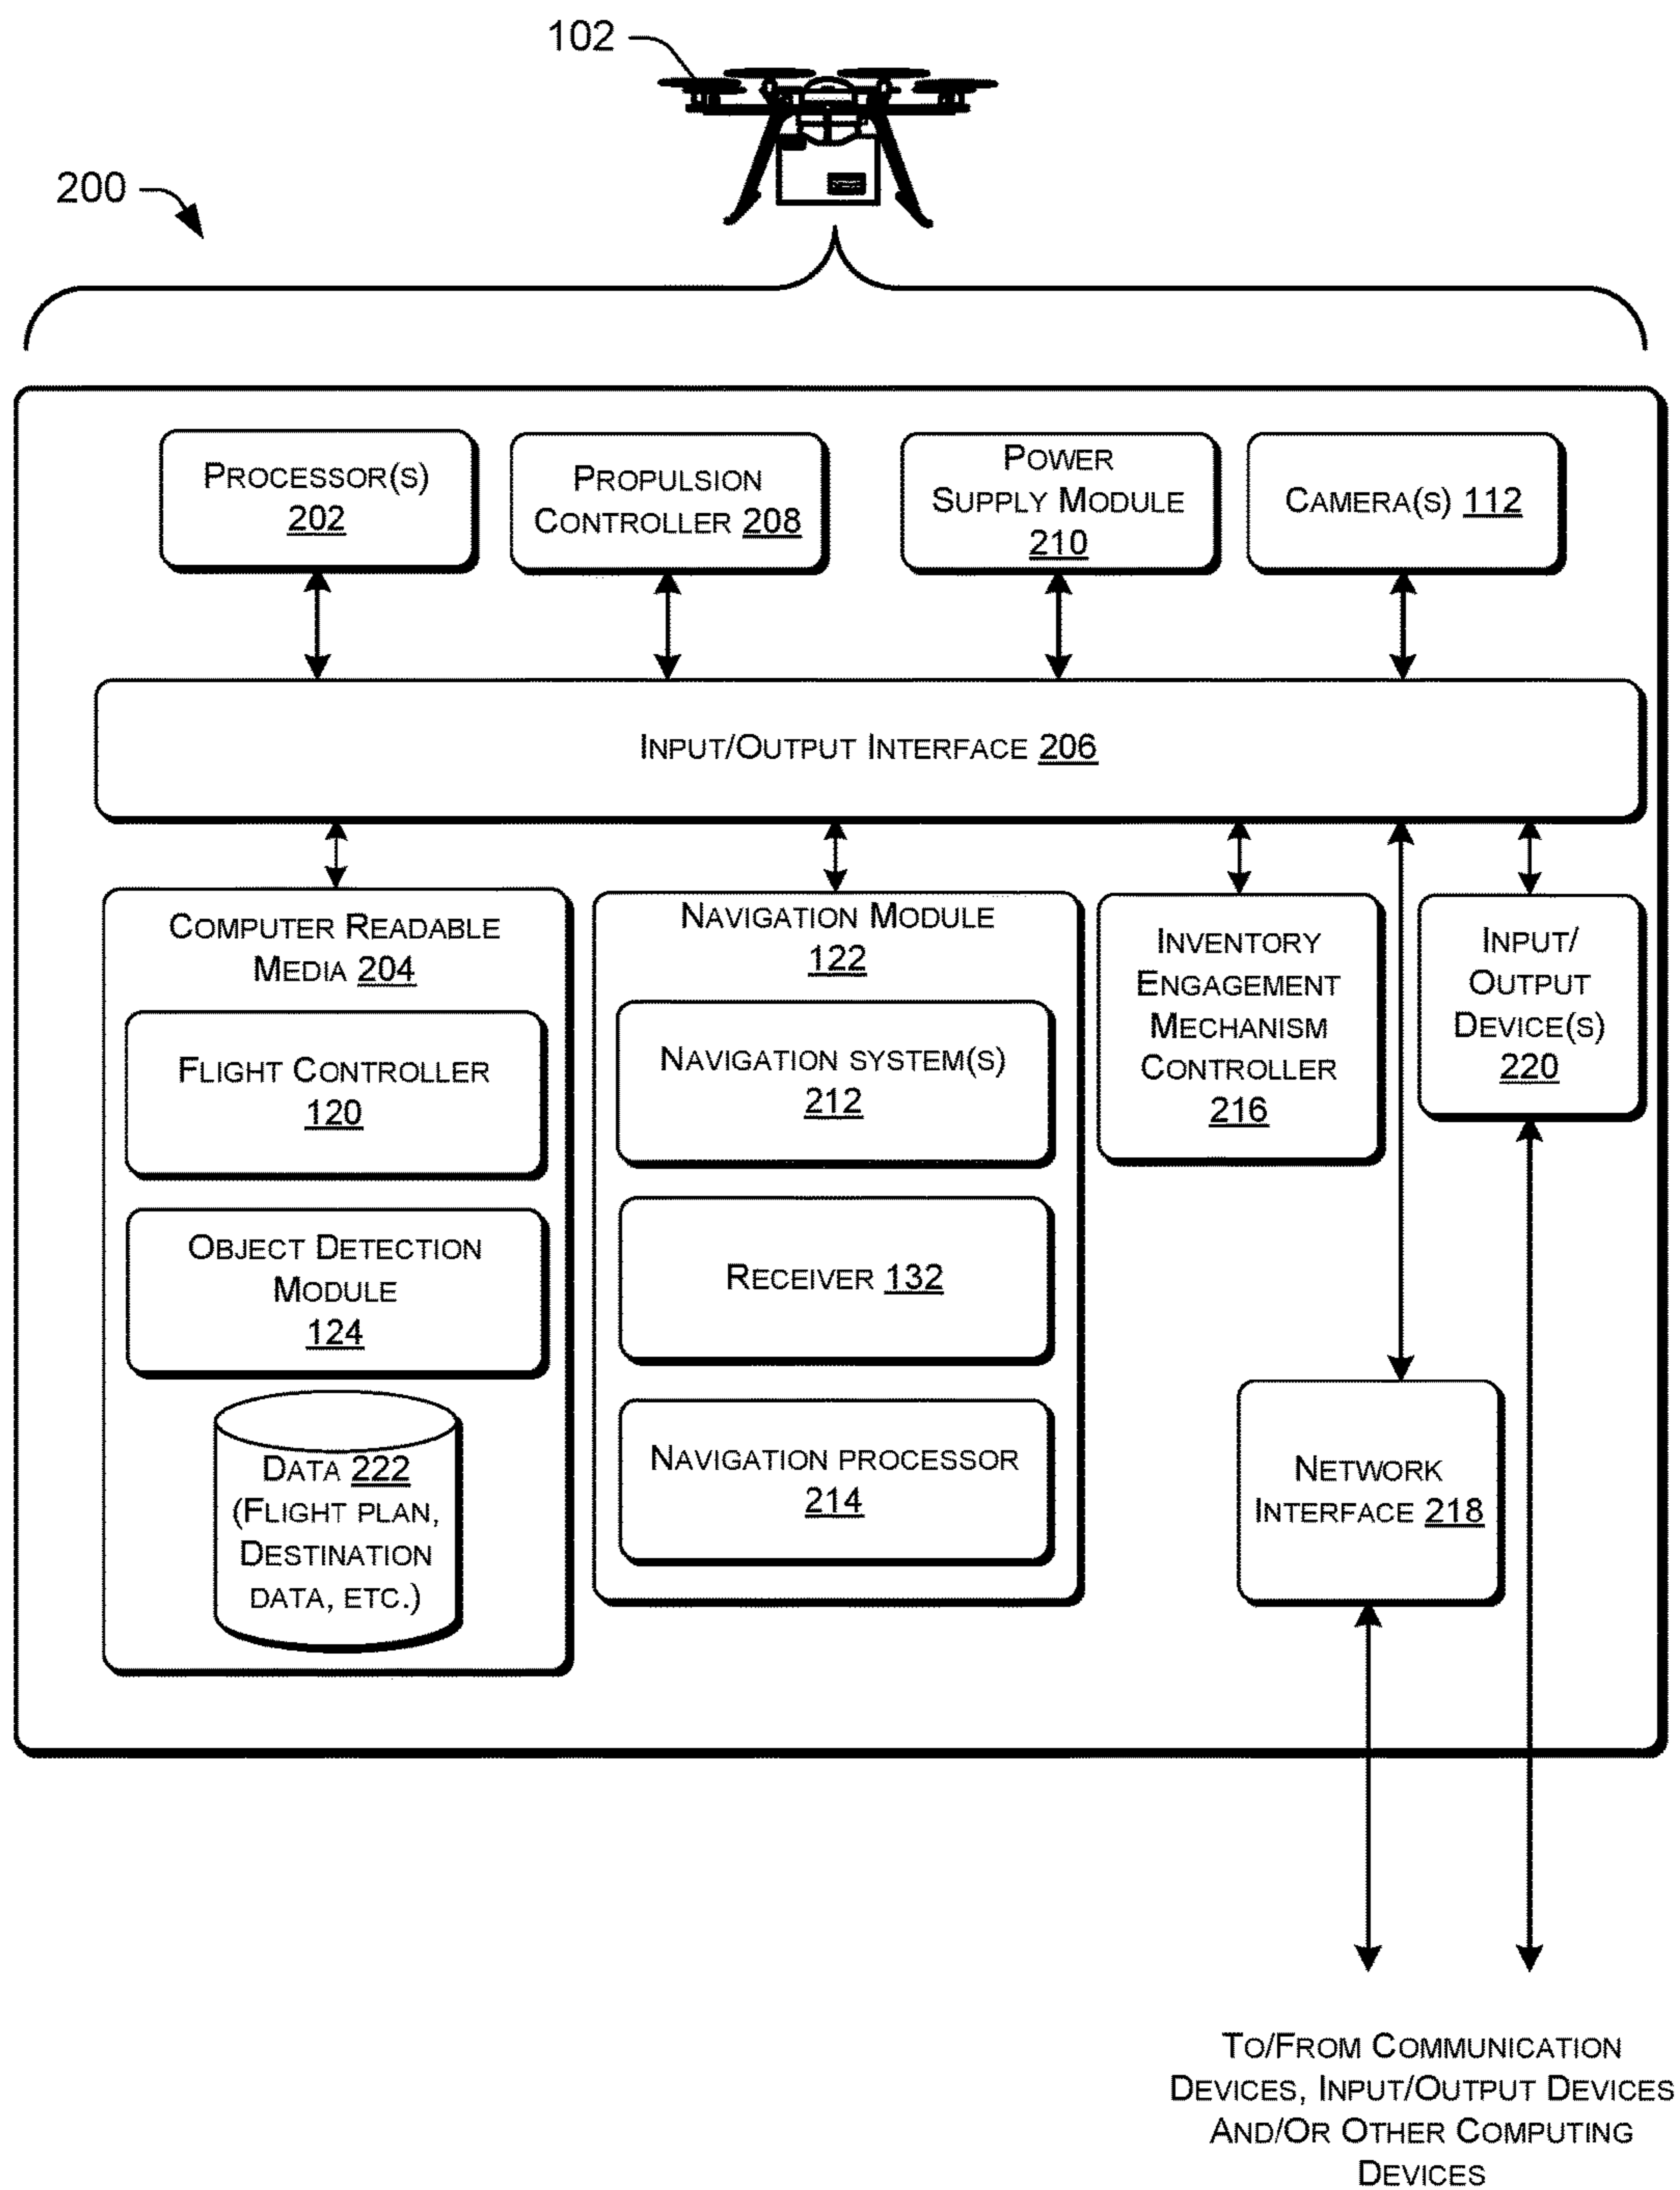 102
200
PROCESSOR(S)
202
PROPULSION
CONTROLLER 208
POWER
SUPPLY MODULE
210
CAMERA(S) 112
INPUT/OUTPUT INTERFACE 206
COMPUTER READABLE
MEDIA 204
FLIGHT CONTROLLER
120
OBJECT DETECTION
MODULE
124
DATA 222
(FLIGHT PLAN,
DESTINATION
DATA, ETC.)
NAVIGATION MODULE
122
NAVIGATION SYSTEM(S)
212
RECEIVER 132
NAVIGATION PROCESSOR
214
INVENTORY
ENGAGEMENT
MECHANISM
CONTROLLER
216
INPUT/
OUTPUT
DEVICE(S)
220
NETWORK
INTERFACE 218
TO/FROM COMMUNICATION
DEVICES, INPUT/OUTPUT DEVICES
AND/OR OTHER COMPUTING
DEVICES